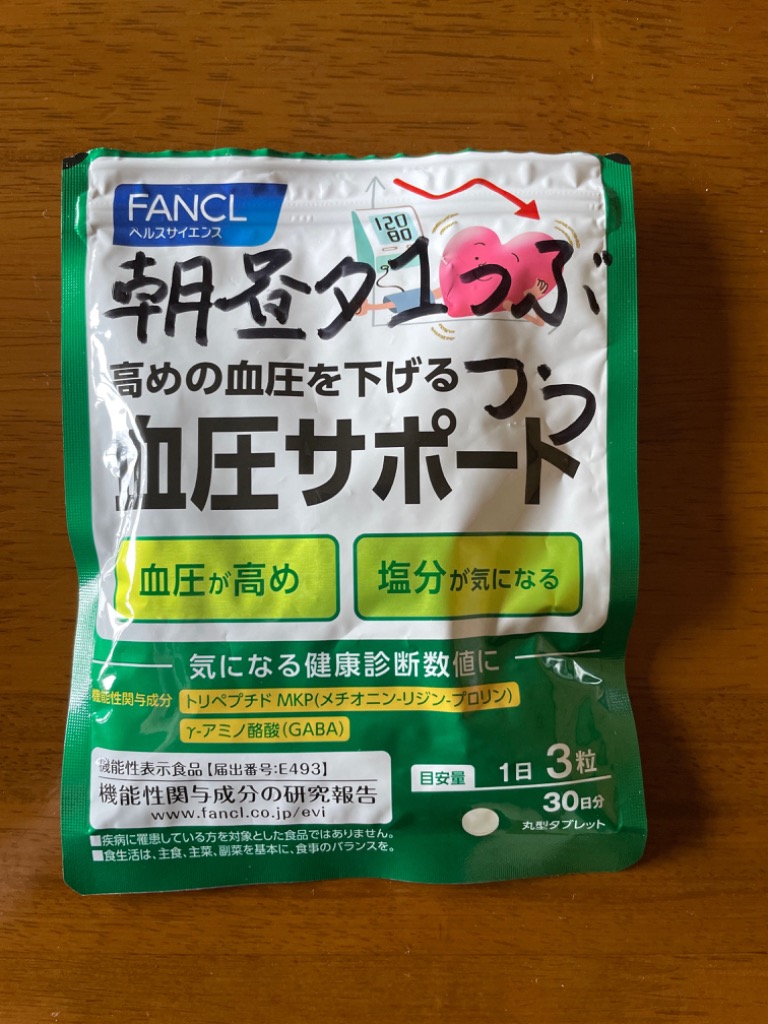 FANCL
ヘルスサイエンス
120
80
朝昼夕1つぶ
づつ
高めの血圧を下げる
血圧サポート
血圧が高め
塩分が気になる
気になる健康診断数値に
機能性関与成分
トリペプチド MKP(メチオニン-リジン-プロリン)
γ-アミノ酪酸(GABA)
機能性表示食品【届出番号:E493】
機能性関与成分の研究報告
www.fancl.co.jp/evi
■疾病に罹患している方を対象とした食品ではありません。
■食生活は、主食、主菜、副菜を基本に、食事のバランスを。
目安量
1日 3粒
30日分
丸型タブレット